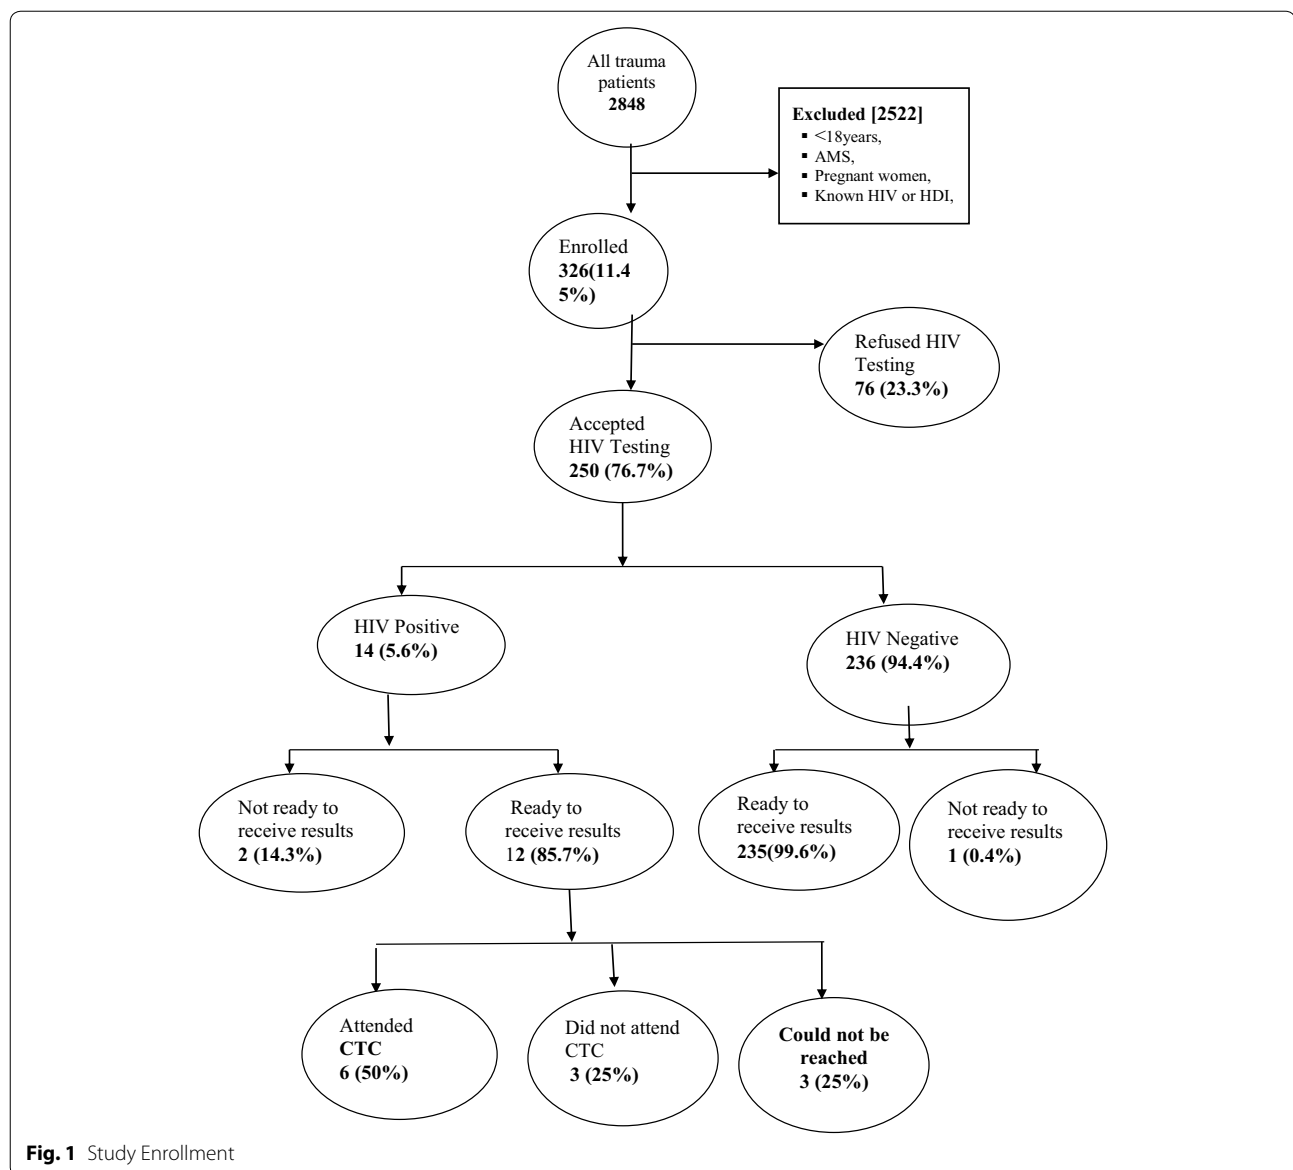 All trauma
patients
2848
Excluded [2522]
▪ <18years,
▪ AMS,
▪ Pregnant women,
▪ Known HIV or HDI,
Enrolled
326(11.4
5%)
Refused HIV
Testing
76 (23.3%)
Accepted
HIV Testing
250 (76.7%)
HIV Positive
14 (5.6%)
HIV Negative
236 (94.4%)
Not ready to
receive results
2 (14.3%)
Ready to
receive results
12 (85.7%)
Ready to
receive results
235(99.6%)
Not ready to
receive results
1 (0.4%)
Attended
CTC
6 (50%)
Did not attend
CTC
3 (25%)
Could not be
reached
3 (25%)
Fig. 1 Study Enrollment